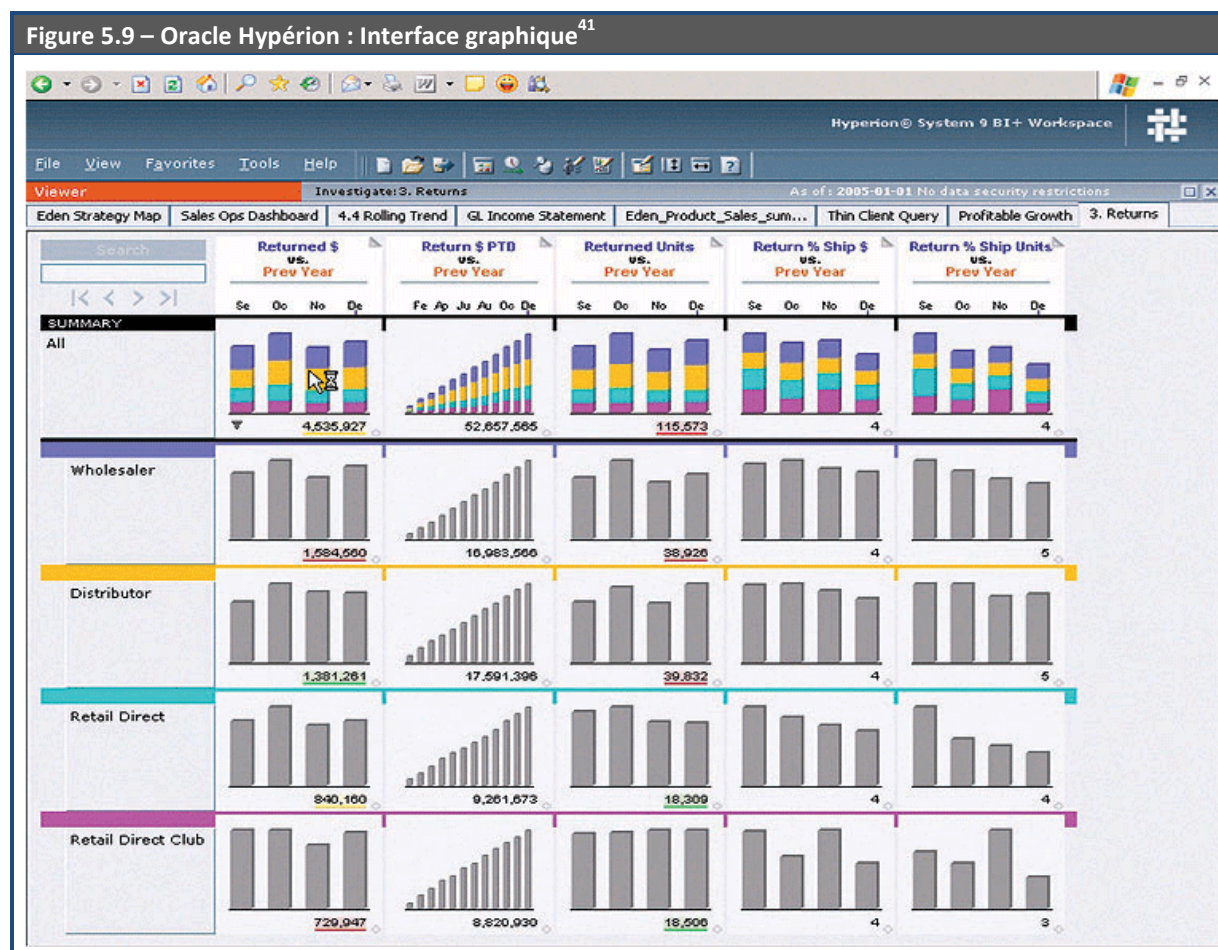 Figure 5.9 – Oracle Hypérion : Interface graphique41
Hyperion® System 9 BI+ Workspace
File View Favorites Tools Help
Viewer Investigate:3. Returns As of: 2005-01-01 No data security restrictions
Eden Strategy Map Sales Ops Dashboard 4.4 Rolling Trend GL Income Statement Eden_Product_Sales_sum... Thin Client Query Profitable Growth 3. Returns
Search
Returned $ vs. Prev Year
Return $ PTD vs. Prev Year
Returned Units vs. Prev Year
Return % Ship $ vs. Prev Year
Return % Ship Units vs. Prev Year
Se Oc No De Fe Ap Ju Au Oc De Se Oc No De Se Oc No De Se Oc No De
SUMMARY
All
4,535,927 52,657,565 115,573 4 4
Wholesaler
1,584,560 16,983,566 38,926 4 5
Distributor
1,381,261 17,591,396 39,832 4 5
Retail Direct
840,160 9,261,673 18,309 4 4
Retail Direct Club
729,947 8,820,930 18,506 4 3